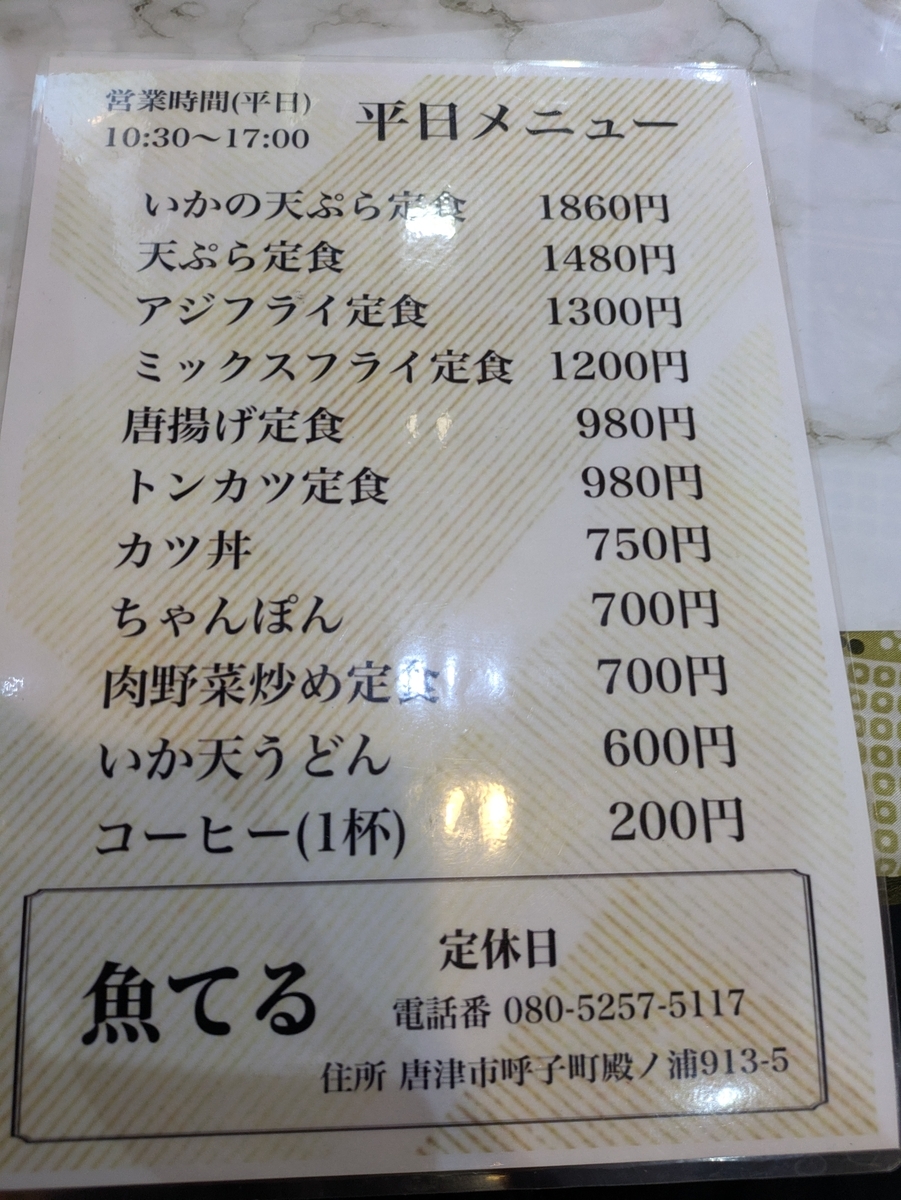 営業時間(平日)
10:30～17:00
平日メニュー
いかの天ぷら定食 1860円
天ぷら定食 1480円
アジフライ定食 1300円
ミックスフライ定食 1200円
唐揚げ定食 980円
トンカツ定食 980円
カツ丼 750円
ちゃんぽん 700円
肉野菜炒め定食 700円
いか天うどん 600円
コーヒー(1杯) 200円
魚てる
定休日
電話番 080-5257-5117
住所 唐津市呼子町殿ノ浦913-5